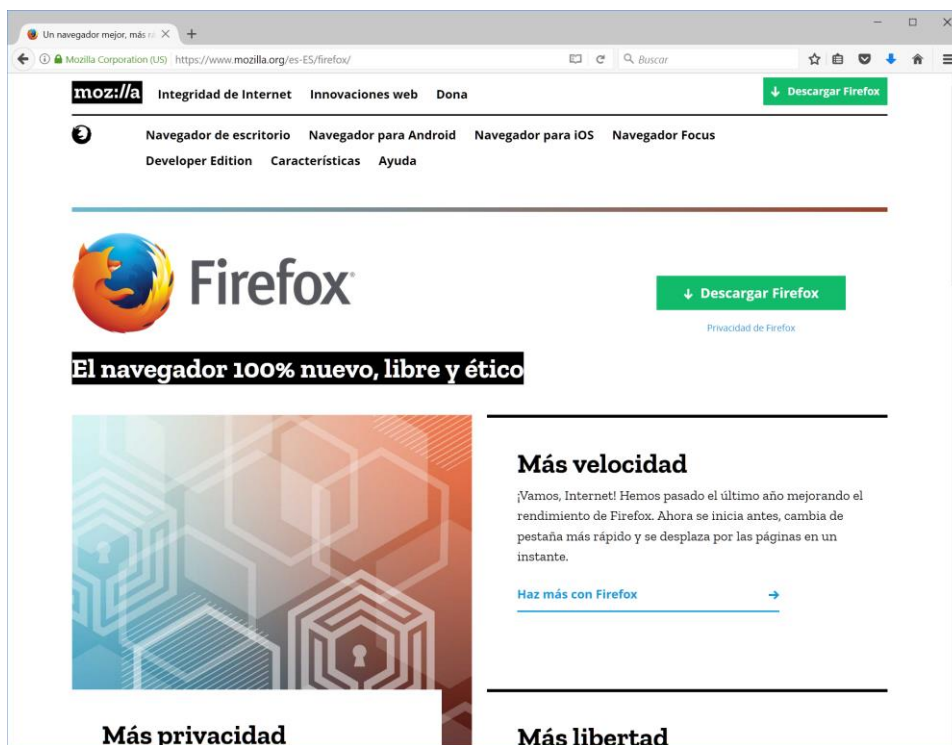 Un navegador mejor, más rá
Mozilla Corporation (US) https://www.mozilla.org/es-ES/firefox/ Buscar
moz://a Integridad de Internet Innovaciones web Dona Descargar Firefox
Navegador de escritorio Navegador para Android Navegador para iOS Navegador Focus
Developer Edition Características Ayuda
Firefox
Descargar Firefox
Privacidad de Firefox
El navegador 100% nuevo, libre y ético
Más velocidad
¡Vamos, Internet! Hemos pasado el último año mejorando el
rendimiento de Firefox. Ahora se inicia antes, cambia de
pestaña más rápido y se desplaza por las páginas en un
instante.
Haz más con Firefox
Más privacidad
Más libertad